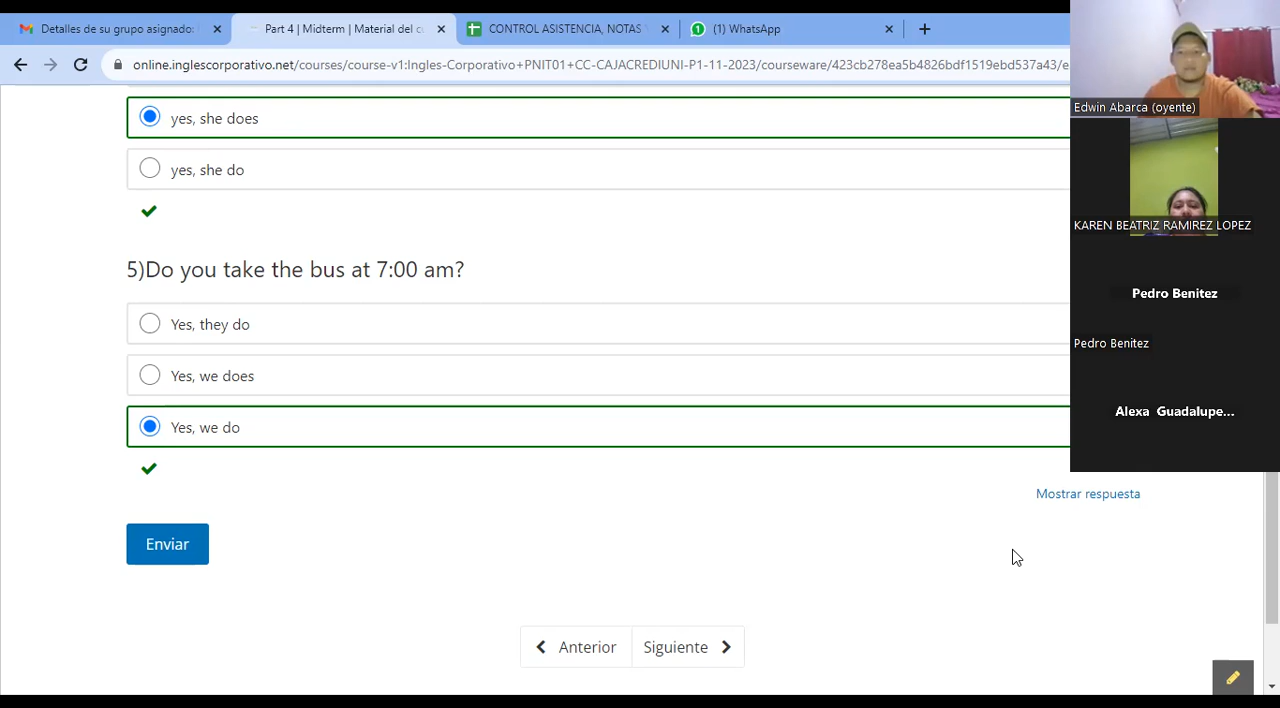 Detalles de su grupo asignado:
Part 4 | Midterm | Material del c
CONTROL ASISTENCIA, NOTAS
(1) WhatsApp
online.inglescorporativo.net/courses/course-v1:Ingles-Corporativo+PNIT01+CC-CAJACREDIUNI-P1-11-2023/courseware/423cb278ea5b4826bdf1519ebd537a43/e
yes, she does
yes, she do
5)Do you take the bus at 7:00 am?
Yes, they do
Yes, we does
Yes, we do
Mostrar respuesta
Enviar
Anterior
Siguiente
Edwin Abarca (oyente)
KAREN BEATRIZ RAMIREZ LOPEZ
Pedro Benitez
Pedro Benitez
Alexa Guadalupe...